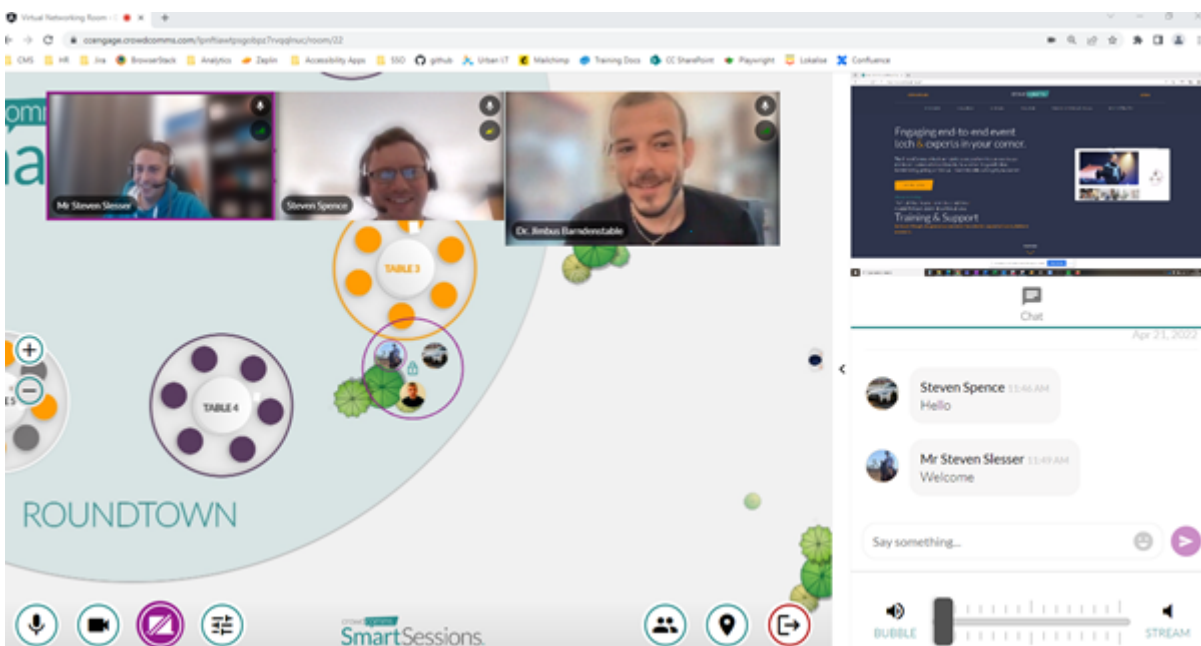 Virtual Networking Room -
ccengage.crowdcomms.com/lpnftiawtpsgobpz7rvqqlnuc/room/22
CMS HR Jira BrowserStack Analytics Zeplin Accessibility Apps SSO github Urban I.T Mailchimp Training Docs CC SharePoint Playwright Lokalise Confluence
Mr Steven Slesser
Steven Spence
Dr. Jimbus Barndenstable
TABLE 3
TABLE 4
ROUNDTOWN
SmartSessions.
Engaging end-to-end event
tech & experts in your corner.
Training & Support
Chat
Apr 21, 2022
Steven Spence 11:46 AM
Hello
Mr Steven Slesser 11:49 AM
Welcome
Say something...
BUBBLE
STREAM